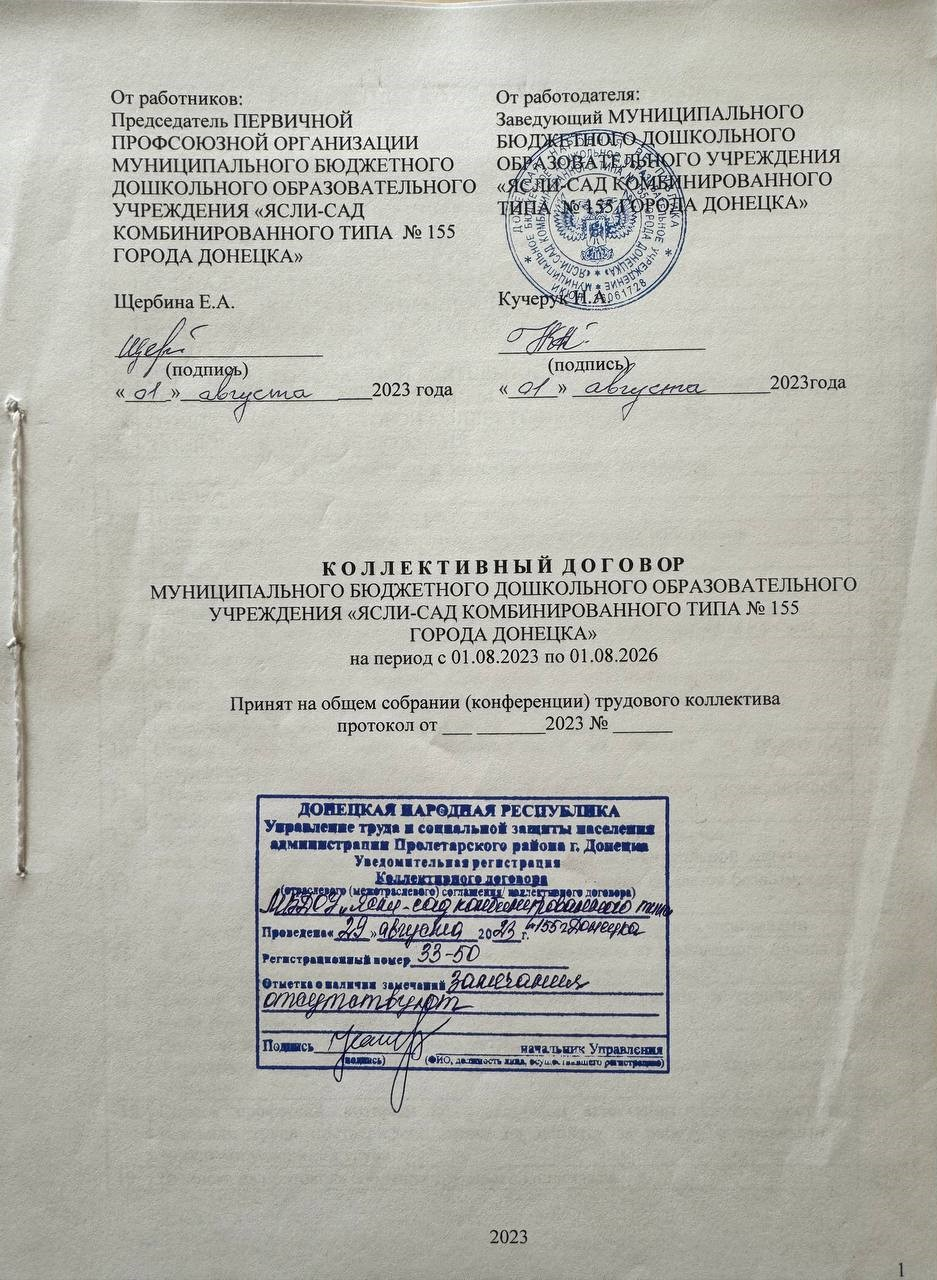 От работников:
Председатель ПЕРВИЧНОЙ
ПРОФСОЮЗНОЙ ОРГАНИЗАЦИИ
МУНИЦИПАЛЬНОГО БЮДЖЕТНОГО
ДОШКОЛЬНОГО ОБРАЗОВАТЕЛЬНОГО
УЧРЕЖДЕНИЯ «ЯСЛИ-САД
КОМБИНИРОВАННОГО ТИПА № 155
ГОРОДА ДОНЕЦКА»
Щербина Е.А.
(подпись)
« 01 » августа 2023 года
От работодателя:
Заведующий МУНИЦИПАЛЬНОГО
БЮДЖЕТНОГО ДОШКОЛЬНОГО
ОБРАЗОВАТЕЛЬНОГО УЧРЕЖДЕНИЯ
«ЯСЛИ-САД КОМБИНИРОВАННОГО
ТИПА № 155 ГОРОДА ДОНЕЦКА»
Кучерук Н.А.
(подпись)
« 01 » августа 2023года
КОЛЛЕКТИВНЫЙ ДОГОВОР
МУНИЦИПАЛЬНОГО БЮДЖЕТНОГО ДОШКОЛЬНОГО ОБРАЗОВАТЕЛЬНОГО
УЧРЕЖДЕНИЯ «ЯСЛИ-САД КОМБИНИРОВАННОГО ТИПА № 155
ГОРОДА ДОНЕЦКА»
на период с 01.08.2023 по 01.08.2026
Принят на общем собрании (конференции) трудового коллектива
протокол от ___ _______2023 № ______
ДОНЕЦКАЯ НАРОДНАЯ РЕСПУБЛИКА
Управление труда и социальной защиты населения
администрации Пролетарского района г. Донецка
Уведомительная регистрация
Коллективного договора
(отраслевого (межотраслевого) соглашения/ коллективного договора)
МБДОУ "Ясли-сад комбинированного типа
№155 г. Донецка
Проведена « 29 » августа 2023 г.
Регистрационный номер 33-50
Отметка о наличии замечаний замечания
отсутствуют
Подпись начальник Управления
(подпись) (ФИО, должность лица, осуществившего регистрацию)
2023
1